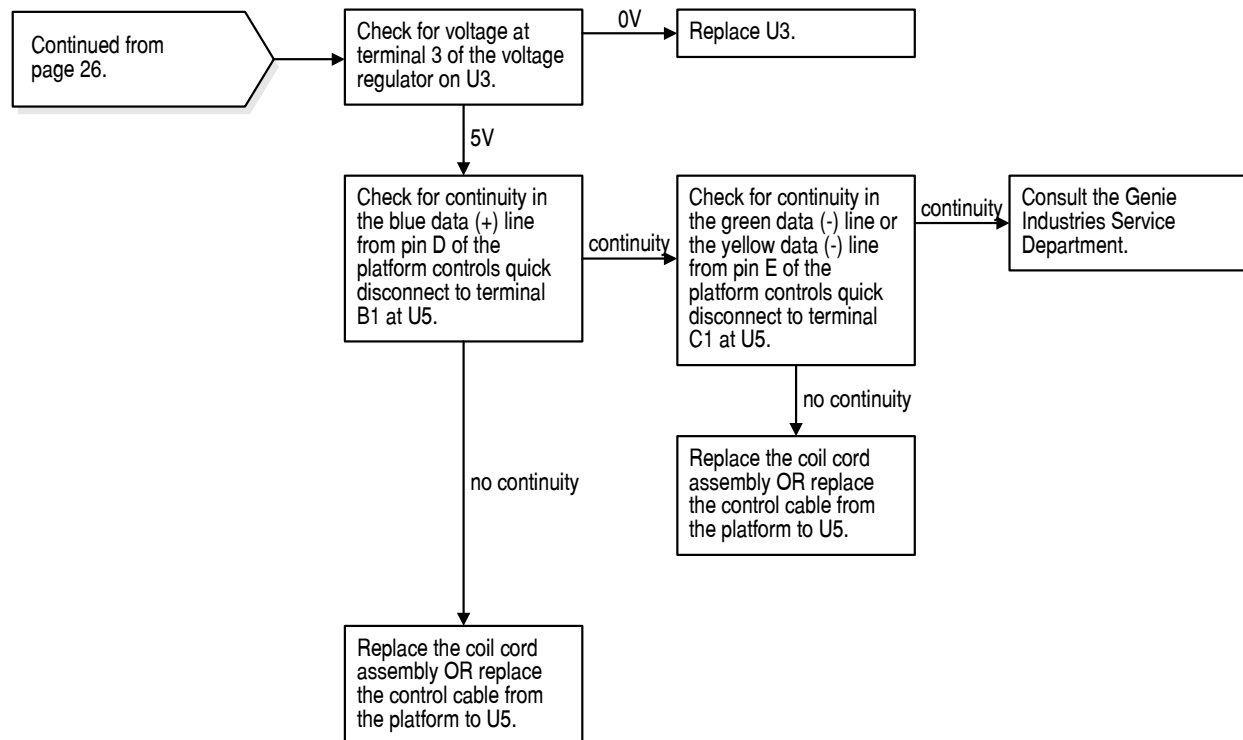 Continued from
page 26.
Check for voltage at
terminal 3 of the voltage
regulator on U3.
0V
Replace U3.
5V
Check for continuity in
the blue data (+) line
from pin D of the
platform controls quick
disconnect to terminal
B1 at U5.
continuity
Check for continuity in
the green data (-) line or
the yellow data (-) line
from pin E of the
platform controls quick
disconnect to terminal
C1 at U5.
continuity
Consult the Genie
Industries Service
Department.
no continuity
Replace the coil cord
assembly OR replace
the control cable from
the platform to U5.
no continuity
Replace the coil cord
assembly OR replace
the control cable from
the platform to U5.